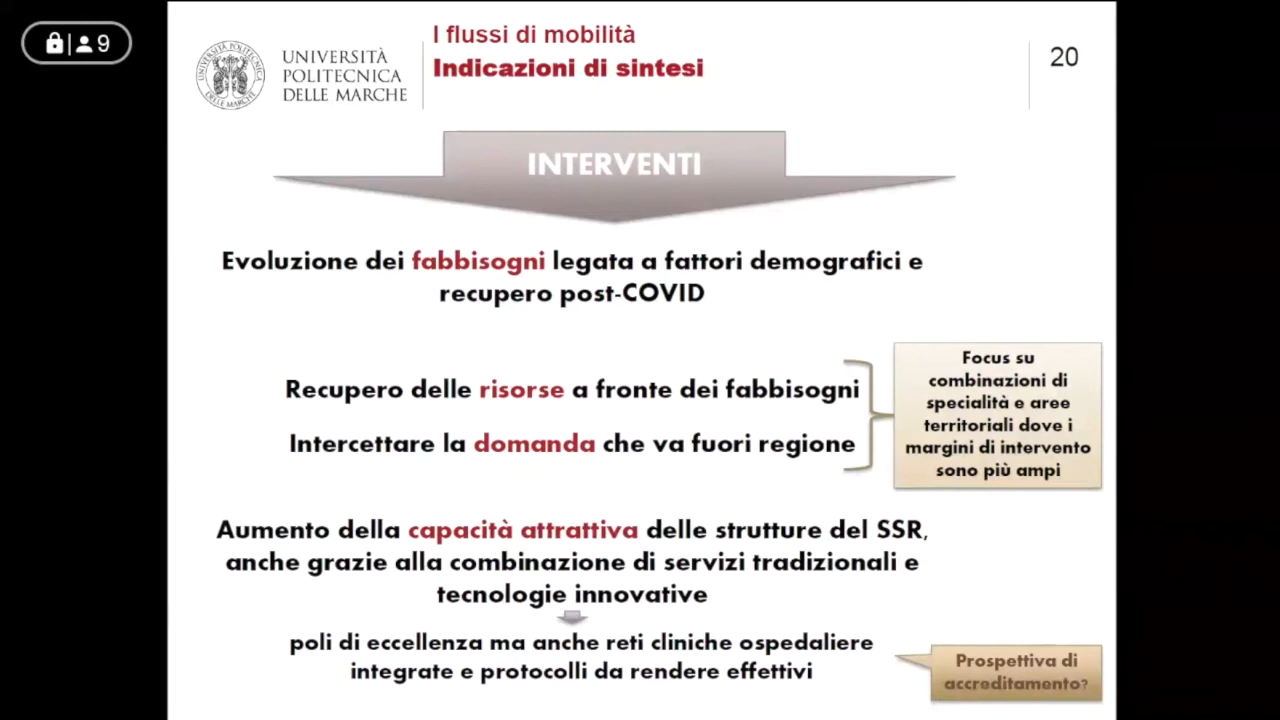 9
UNIVERSITÀ
POLITECNICA
DELLE MARCHE
I flussi di mobilità
Indicazioni di sintesi
20
INTERVENTI
Evoluzione dei fabbisogni legata a fattori demografici e
recupero post-COVID
Recupero delle risorse a fronte dei fabbisogni
Intercettare la domanda che va fuori regione
Focus su
combinazioni di
specialità e aree
territoriali dove i
margini di intervento
sono più ampi
Aumento della capacità attrattiva delle strutture del SSR,
anche grazie alla combinazione di servizi tradizionali e
tecnologie innovative
poli di eccellenza ma anche reti cliniche ospedaliere
integrate e protocolli da rendere effettivi
Prospettiva di
accreditamento?